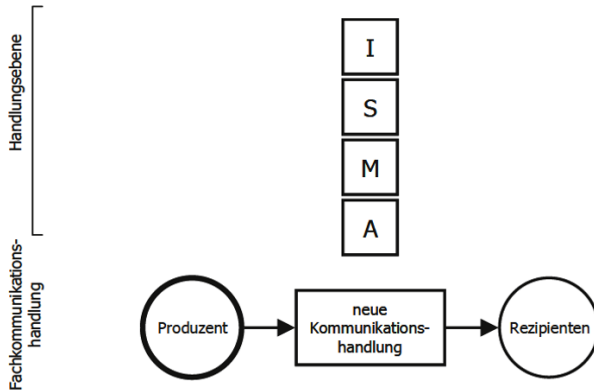 Handlungsebene
I
S
M
A
Fachkommunikations-
handlung
Produzent
neue
Kommunikations-
handlung
Rezipienten